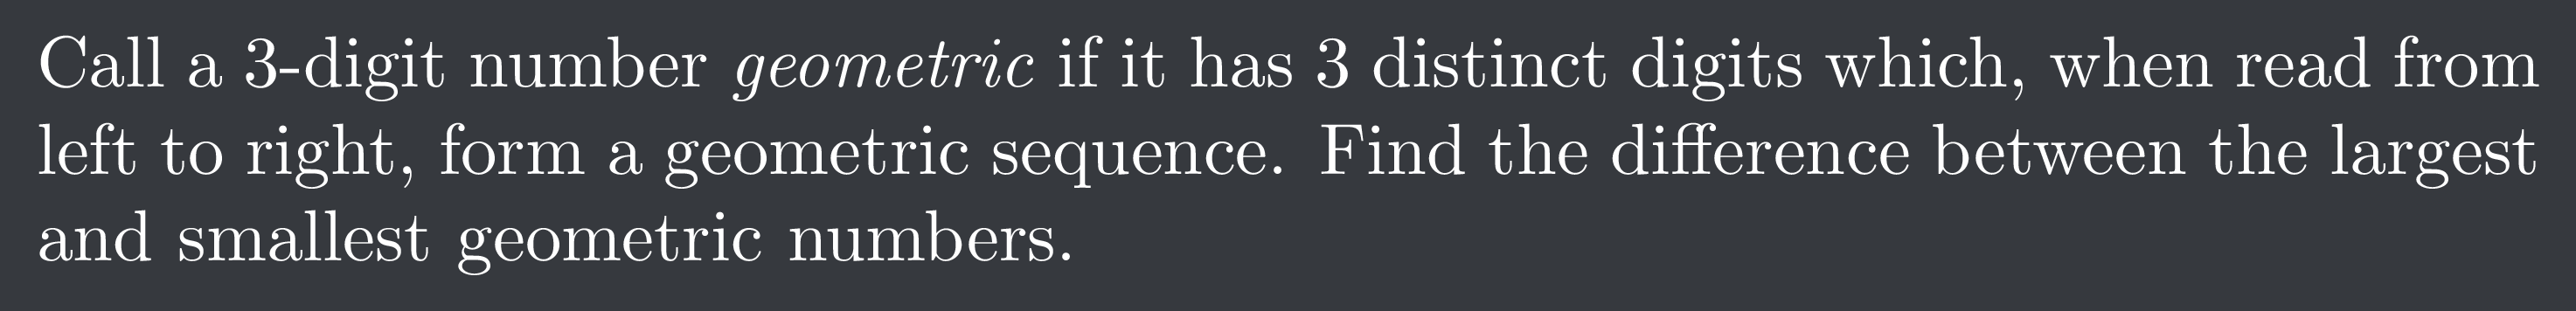 Call a 3-digit number geometric if it has 3 distinct digits which, when read from
left to right, form a geometric sequence. Find the difference between the largest
and smallest geometric numbers.